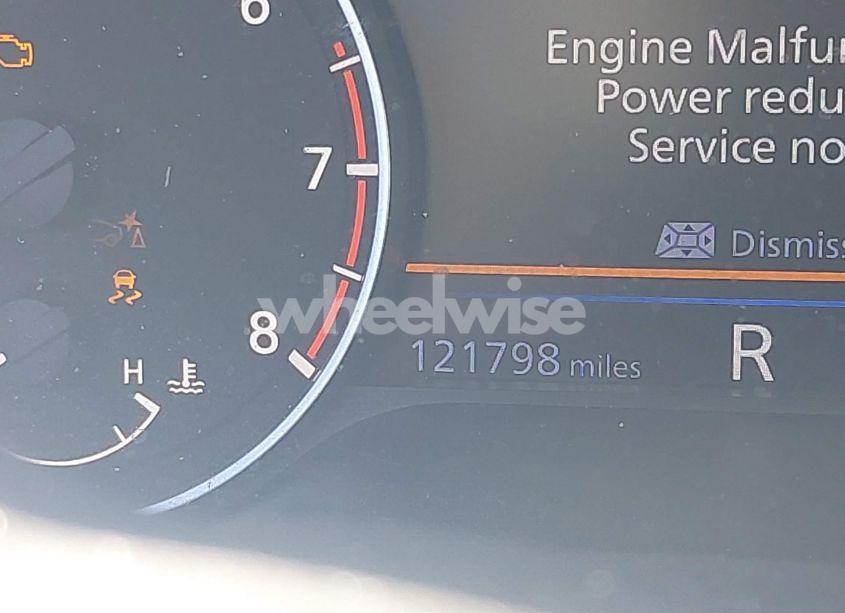 6
Engine Malfu
Power redu
Service no
7
Dismiss
wheelwise
8
121798 miles
R
H